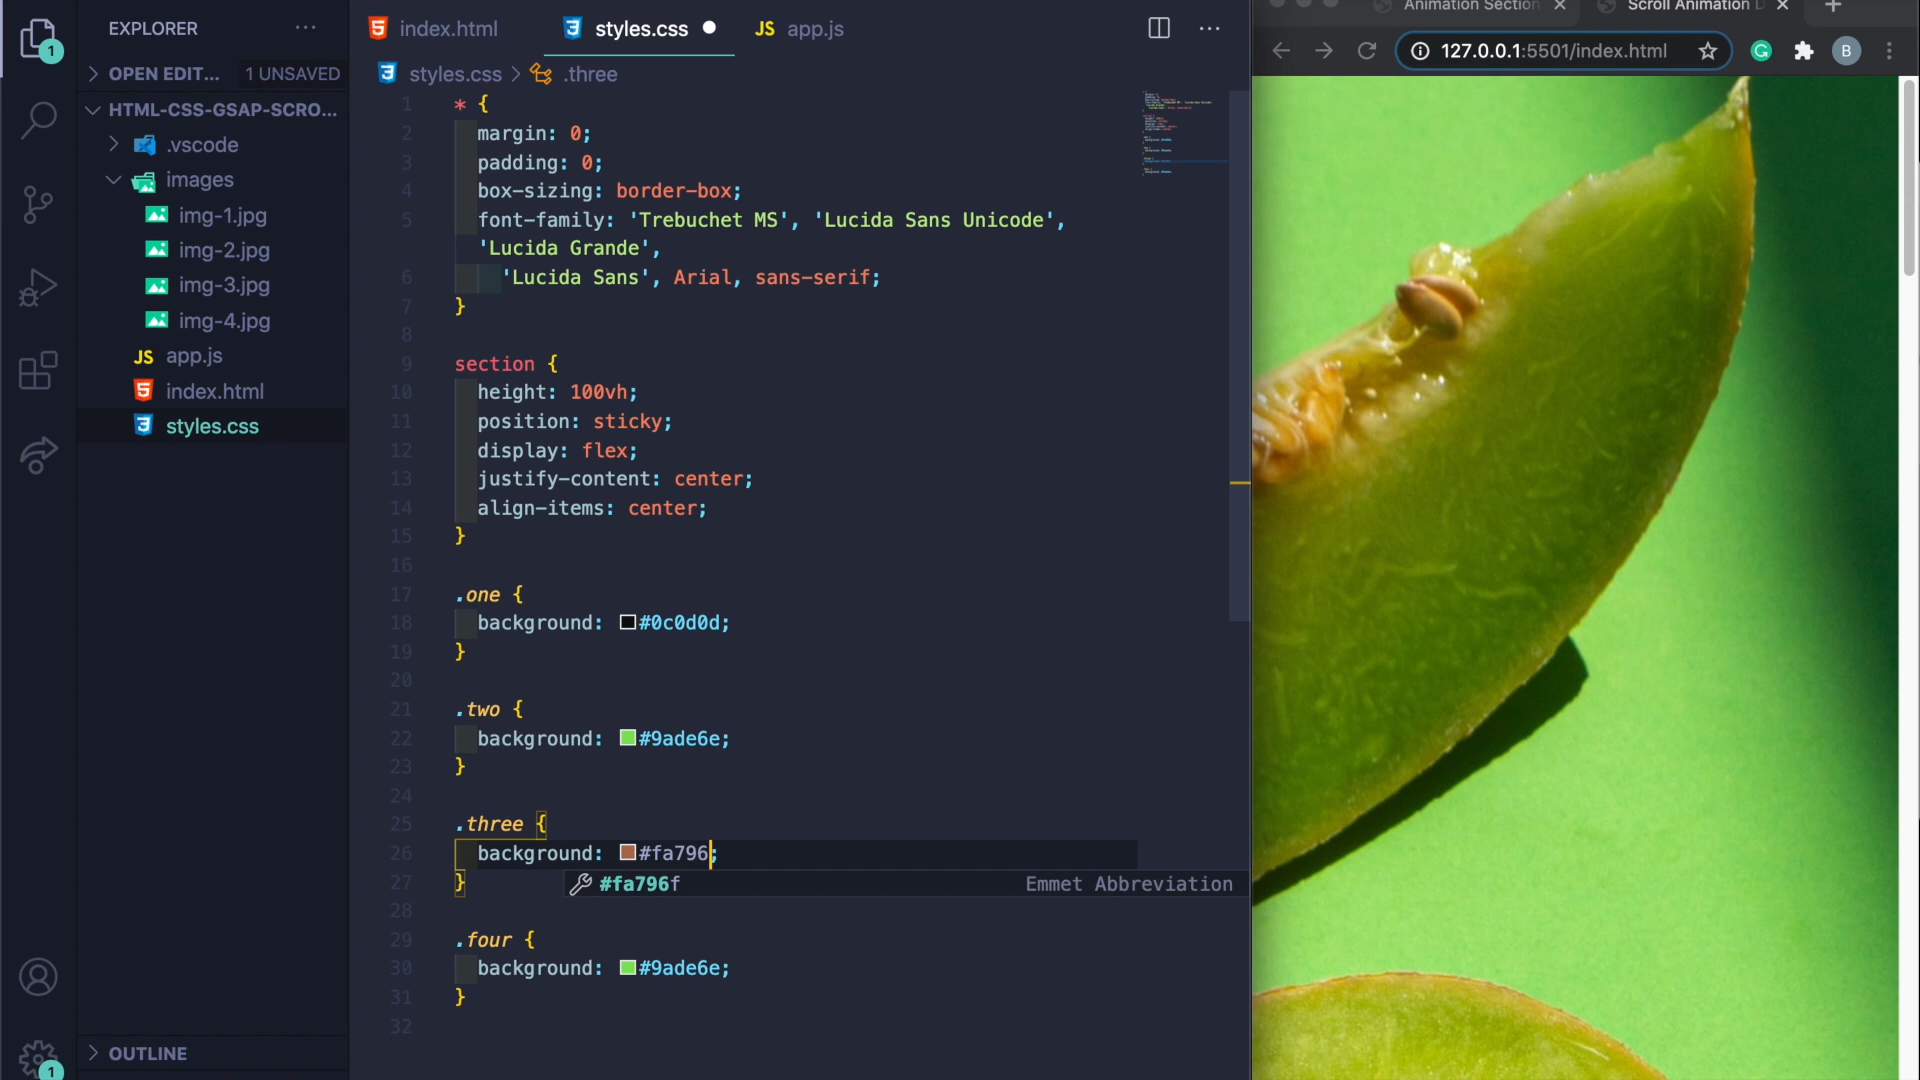 EXPLORER
OPEN EDIT... 1 UNSAVED
HTML-CSS-GSAP-SCRO...
.vscode
images
img-1.jpg
img-2.jpg
img-3.jpg
img-4.jpg
JS app.js
index.html
styles.css
OUTLINE
1
1
index.html
styles.css
JS app.js
styles.css > .three
1 * {
2 margin: 0;
3 padding: 0;
4 box-sizing: border-box;
5 font-family: 'Trebuchet MS', 'Lucida Sans Unicode',
'Lucida Grande',
6 'Lucida Sans', Arial, sans-serif;
7 }
8
9 section {
10 height: 100vh;
11 position: sticky;
12 display: flex;
13 justify-content: center;
14 align-items: center;
15 }
16
17 .one {
18 background: #0c0d0d;
19 }
20
21 .two {
22 background: #9ade6e;
23 }
24
25 .three {
26 background: #fa796;
27 }
#fa796f Emmet Abbreviation
28
29 .four {
30 background: #9ade6e;
31 }
32
Animation Section
Scroll Animation
127.0.0.1:5501/index.html
G
B